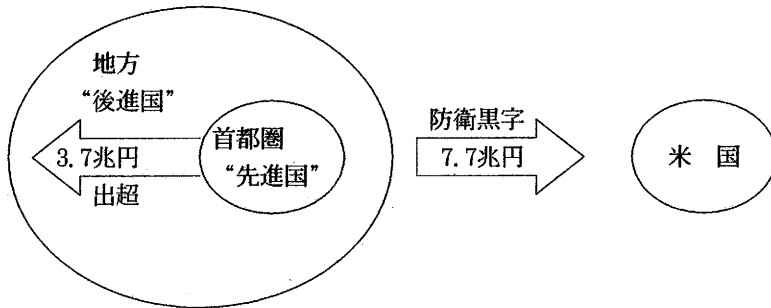 地方
“後進国”
首都圏
“先進国”
3.7兆円
出超
防衛黒字
7.7兆円
米 国